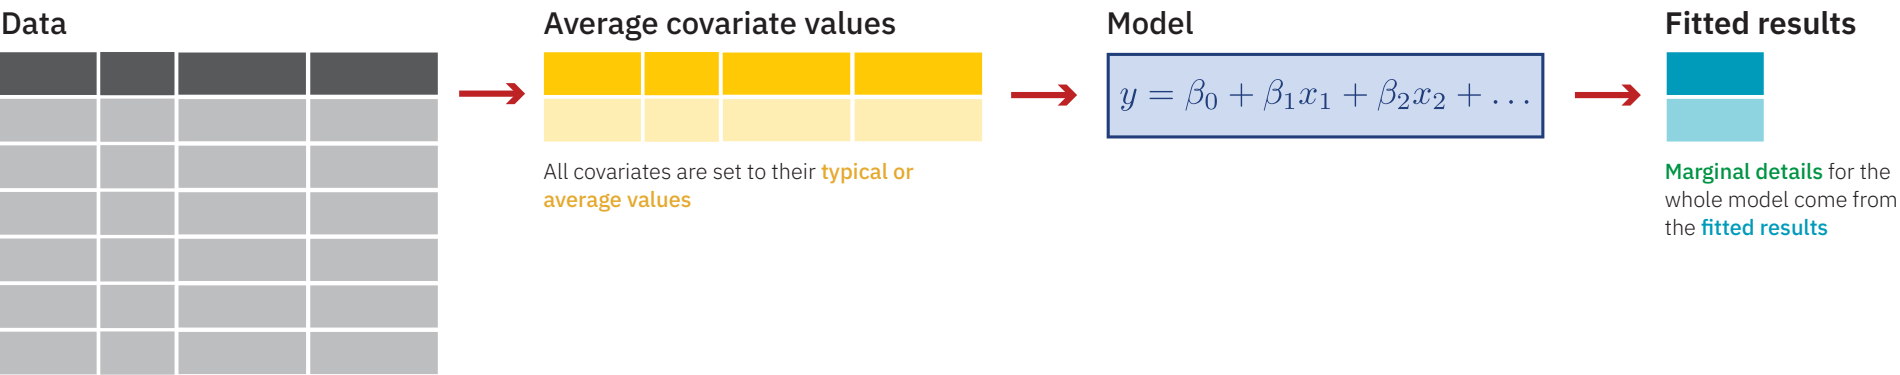 Data
Average covariate values
All covariates are set to their typical or
average values
Model
y = β₀ + β₁x₁ + β₂x₂ + ...
Fitted results
Marginal details for the
whole model come from
the fitted results